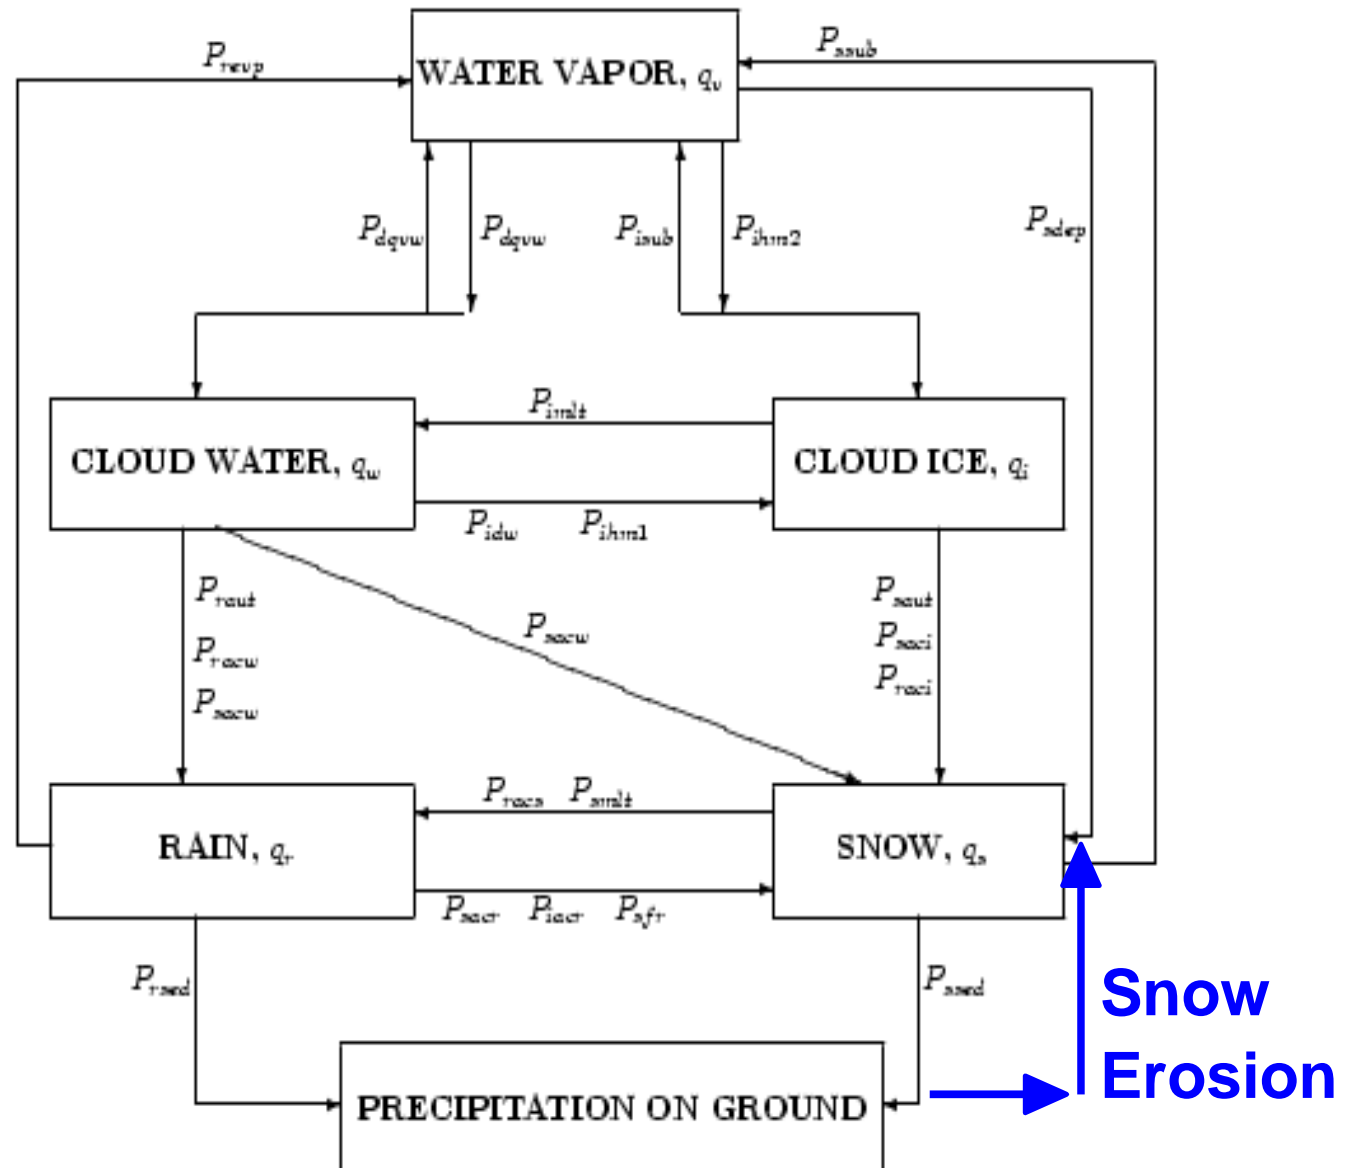 P_ssub
P_revp
WATER VAPOR, q_v
P_sdep
P_dqvw P_dqvw P_isub P_ihm2
P_imlt
CLOUD WATER, q_w
CLOUD ICE, q_i
P_idw P_ihm1
P_raut
P_racw
P_sacw
P_sacw
P_saut
P_saci
P_raci
P_racs P_smlt
RAIN, q_r
SNOW, q_s
P_sacr P_iacr P_sfr
P_rsed
P_ssed
Snow
Erosion
PRECIPITATION ON GROUND